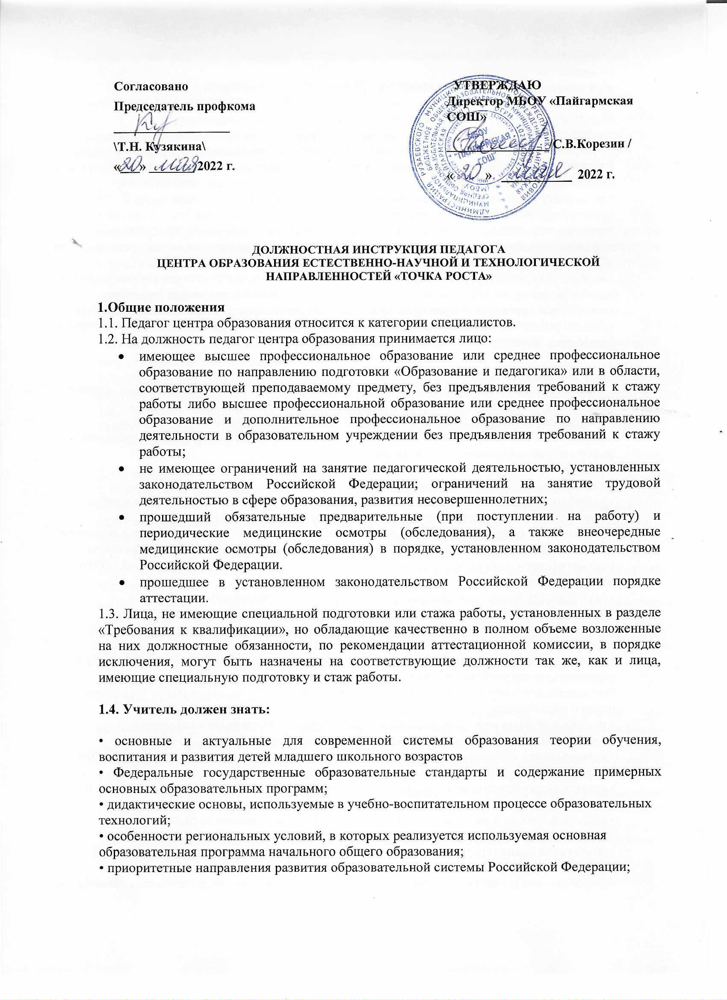 Согласовано
Председатель профкома
\Т.Н. Кузякина\
«20» мая 2022 г.
УТВЕРЖДАЮ
Директор МБОУ «Пайгармская
СОШ»
/С.В.Корезин /
«20» мая 2022 г.
МБОУ
"ПАЙГАРМСКАЯ
СОШ"
ДОЛЖНОСТНАЯ ИНСТРУКЦИЯ ПЕДАГОГА
ЦЕНТРА ОБРАЗОВАНИЯ ЕСТЕСТВЕННО-НАУЧНОЙ И ТЕХНОЛОГИЧЕСКОЙ
НАПРАВЛЕННОСТЕЙ «ТОЧКА РОСТА»
1.Общие положения
1.1. Педагог центра образования относится к категории специалистов.
1.2. На должность педагог центра образования принимается лицо:
• имеющее высшее профессиональное образование или среднее профессиональное
образование по направлению подготовки «Образование и педагогика» или в области,
соответствующей преподаваемому предмету, без предъявления требований к стажу
работы либо высшее профессиональной образование или среднее профессиональное
образование и дополнительное профессиональное образование по направлению
деятельности в образовательном учреждении без предъявления требований к стажу
работы;
• не имеющее ограничений на занятие педагогической деятельностью, установленных
законодательством Российской Федерации; ограничений на занятие трудовой
деятельностью в сфере образования, развития несовершеннолетних;
• прошедший обязательные предварительные (при поступлении на работу) и
периодические медицинские осмотры (обследования), а также внеочередные
медицинские осмотры (обследования) в порядке, установленном законодательством
Российской Федерации.
• прошедшее в установленном законодательством Российской Федерации порядке
аттестации.
1.3. Лица, не имеющие специальной подготовки или стажа работы, установленных в разделе
«Требования к квалификации», но обладающие качественно в полном объеме возложенные
на них должностные обязанности, по рекомендации аттестационной комиссии, в порядке
исключения, могут быть назначены на соответствующие должности так же, как и лица,
имеющие специальную подготовку и стаж работы.
1.4. Учитель должен знать:
• основные и актуальные для современной системы образования теории обучения,
воспитания и развития детей младшего школьного возрастов
• Федеральные государственные образовательные стандарты и содержание примерных
основных образовательных программ;
• дидактические основы, используемые в учебно-воспитательном процессе образовательных
технологий;
• особенности региональных условий, в которых реализуется используемая основная
образовательная программа начального общего образования;
• приоритетные направления развития образовательной системы Российской Федерации;